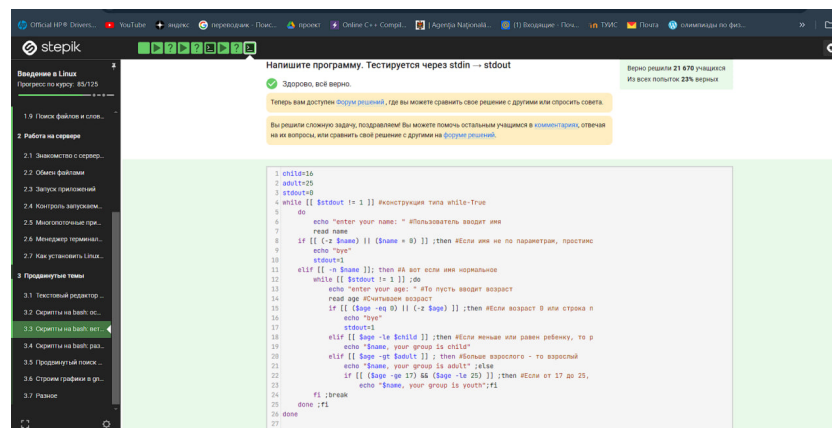 Official HP® Drivers... YouTube яндекс переводчик - Поис... проект Online C++ Compil... | Agenția Națională... (1) Входящие - Поч... ТУИС Почта олимпиады по физ... »
stepik
Введение в Linux
Прогресс по курсу: 85/125
1.9 Поиск файлов и слов...
2 Работа на сервере
2.1 Знакомство с сервер...
2.2 Обмен файлами
2.3 Запуск приложений
2.4 Контроль запускаем...
2.5 Многопоточные при...
2.6 Менеджер терминал...
2.7 Как установить Linux...
3 Продвинутые темы
3.1 Текстовый редактор ...
3.2 Скрипты на bash: ос...
3.3 Скрипты на bash: вет...
3.4 Скрипты на bash: раз...
3.5 Продвинутый поиск ...
3.6 Строим графики в gn...
3.7 Разное
Напишите программу. Тестируется через stdin → stdout
Здорово, всё верно.
Теперь вам доступен Форум решений, где вы можете сравнить свое решение с другими или спросить совета.
Вы решили сложную задачу, поздравляем! Вы можете помочь остальным учащимся в комментариях, отвечая
на их вопросы, или сравнить своё решение с другими на форуме решений.
Верно решили 21 670 учащихся
Из всех попыток 23% верных
1 child=16
2 adult=25
3 stdout=0
4 while [[ $stdout != 1 ]] #конструкция типа while-True
5 do
6 echo "enter your name: " #Пользователь вводит имя
7 read name
8 if [[ (-z $name) || ($name = 0) ]] ;then #Если имя не по параметрам, простимс
9 echo "bye"
10 stdout=1
11 elif [[ -n $name ]]; then #А вот если имя нормальное
12 while [[ $stdout != 1 ]] ;do
13 echo "enter your age: " #То пусть вводит возраст
14 read age #Считываем возраст
15 if [[ ($age -eq 0) || (-z $age) ]] ;then #Если возраст 0 или строка п
16 echo "bye"
17 stdout=1
18 elif [[ $age -le $child ]] ;then #Если меньше или равен ребенку, то р
19 echo "$name, your group is child"
20 elif [[ $age -gt $adult ]] ; then #Больше взрослого - то взрослый
21 echo "$name, your group is adult" ;else
22 if [[ ($age -ge 17) && ($age -le 25) ]] ;then #Если от 17 до 25,
23 echo "$name, your group is youth";fi
24 fi ;break
25 done ;fi
26 done
27